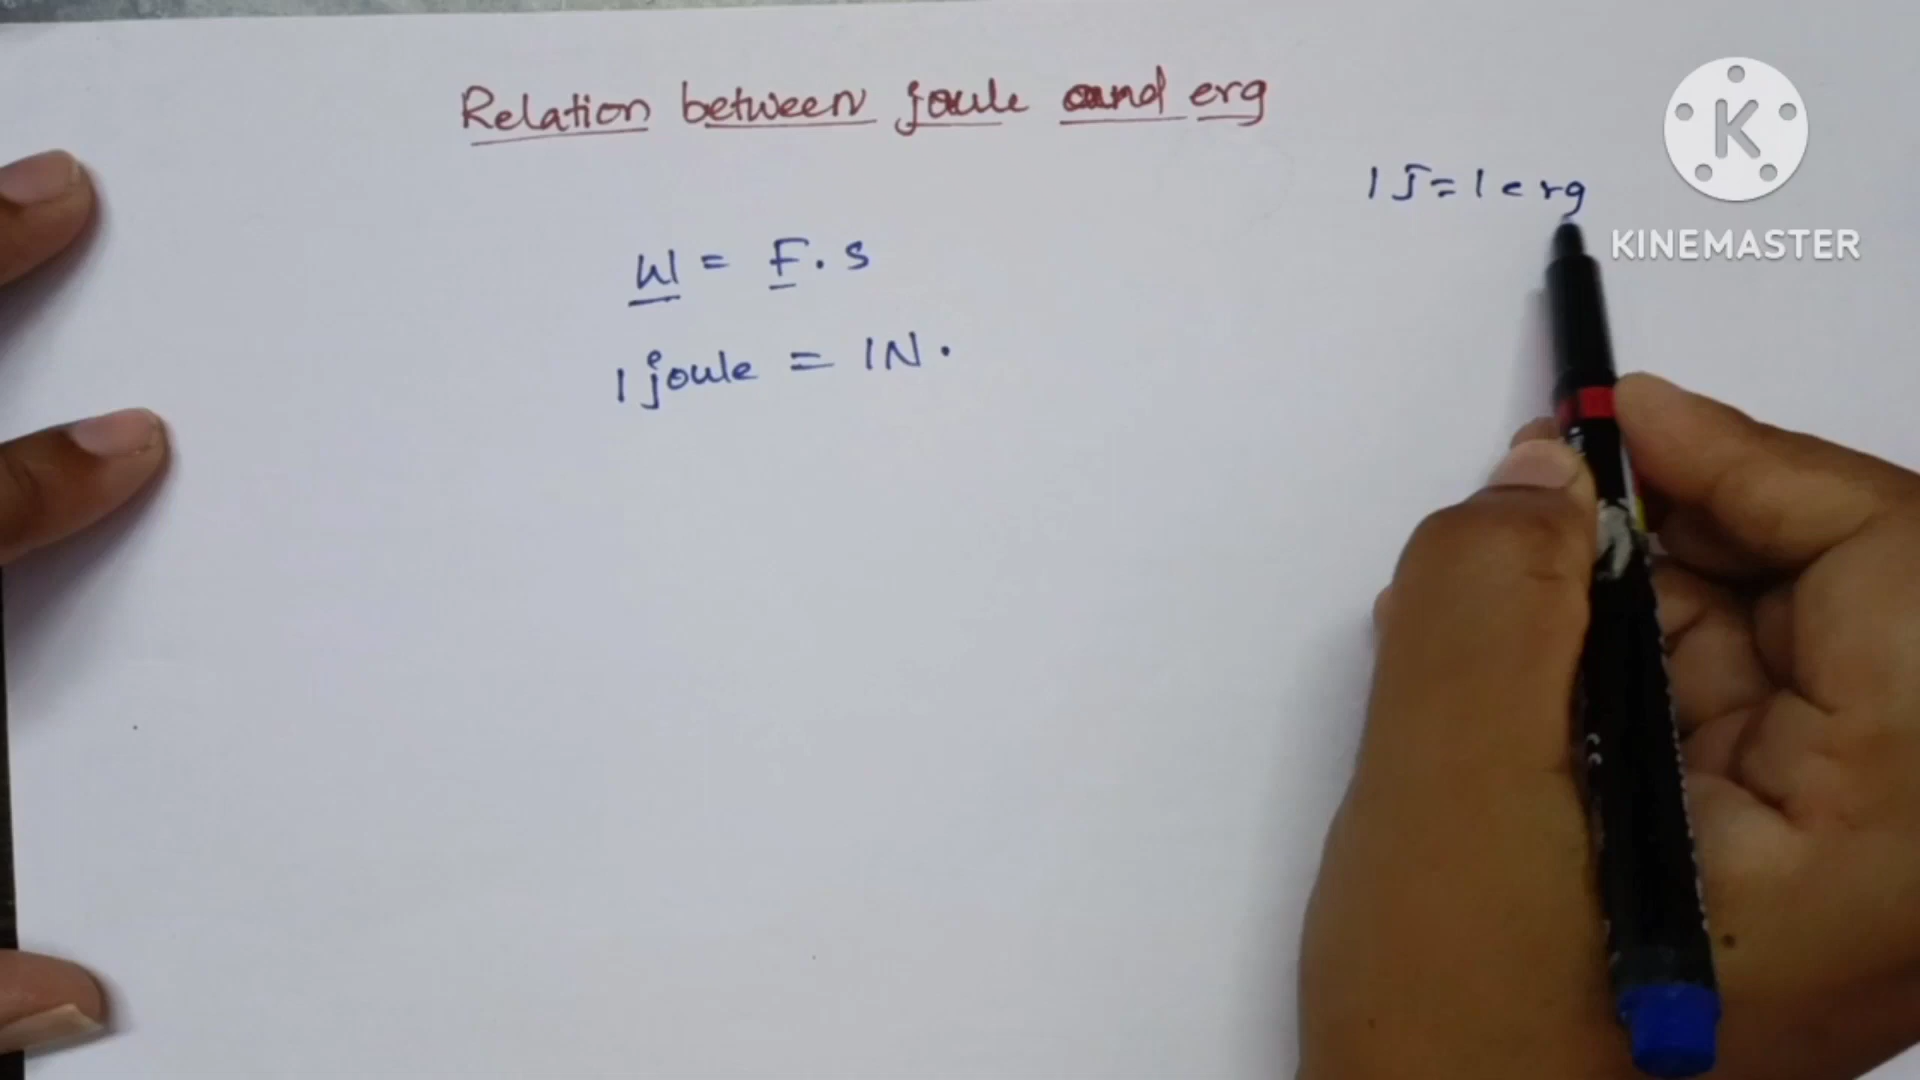 Relation between joule and erg
1 J = 1 erg
KINEMASTER
W = F . s
1 joule = 1N .